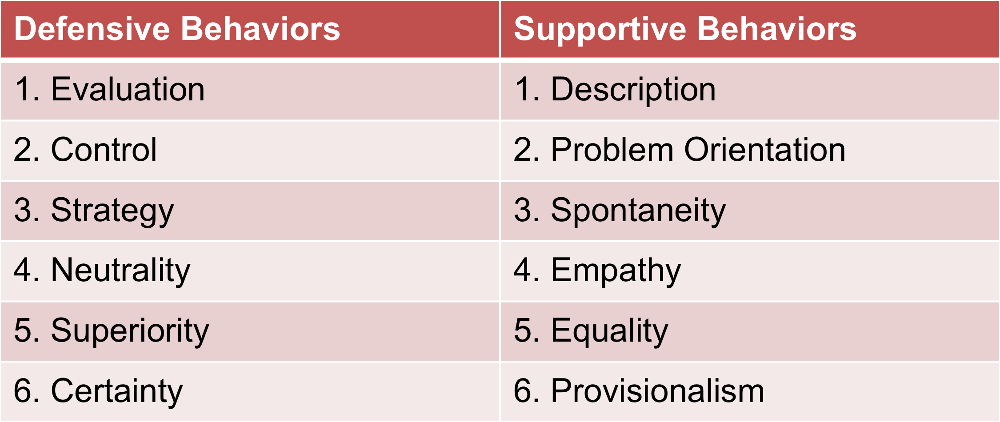 Defensive Behaviors
Supportive Behaviors
1. Evaluation
1. Description
2. Control
2. Problem Orientation
3. Strategy
3. Spontaneity
4. Neutrality
4. Empathy
5. Superiority
5. Equality
6. Certainty
6. Provisionalism